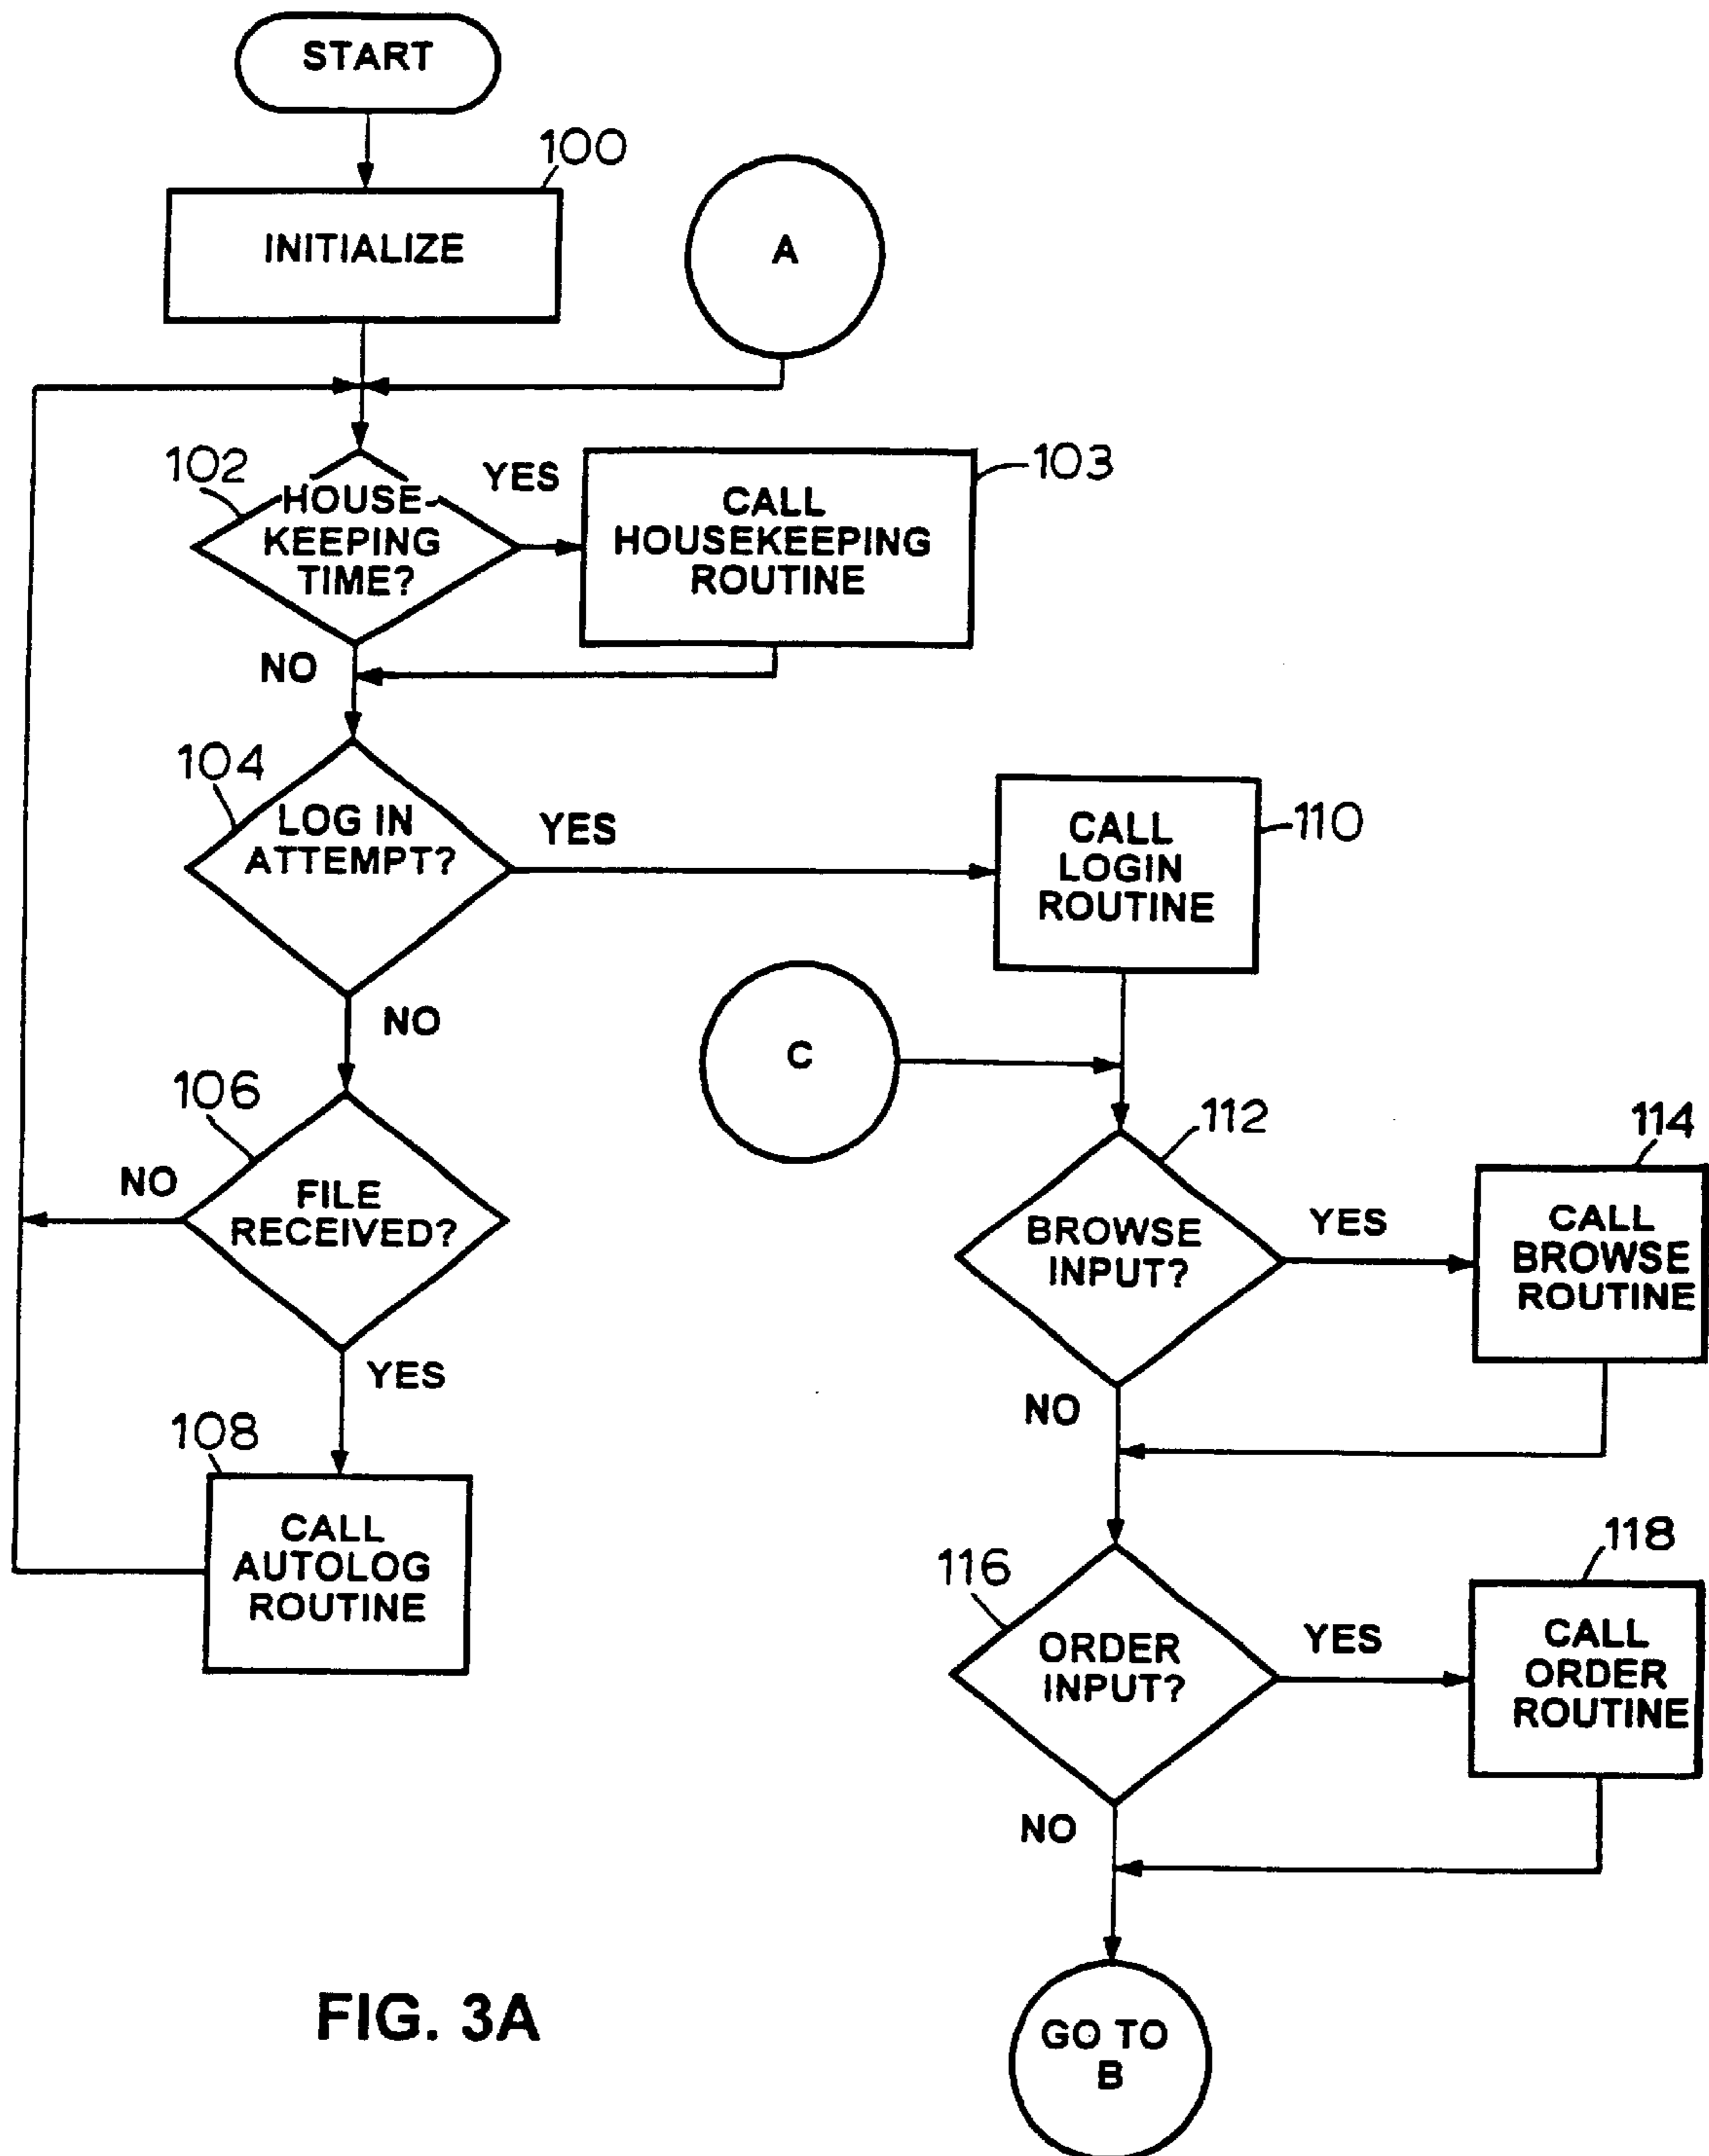 START
100
INITIALIZE
A
102
HOUSE-
KEEPING
TIME?
YES
NO
103
CALL
HOUSEKEEPING
ROUTINE
104
LOG IN
ATTEMPT?
YES
NO
110
CALL
LOGIN
ROUTINE
C
106
FILE
RECEIVED?
NO
YES
108
CALL
AUTOLOG
ROUTINE
112
BROWSE
INPUT?
YES
NO
114
CALL
BROWSE
ROUTINE
116
ORDER
INPUT?
YES
NO
118
CALL
ORDER
ROUTINE
GO TO
B
FIG. 3A